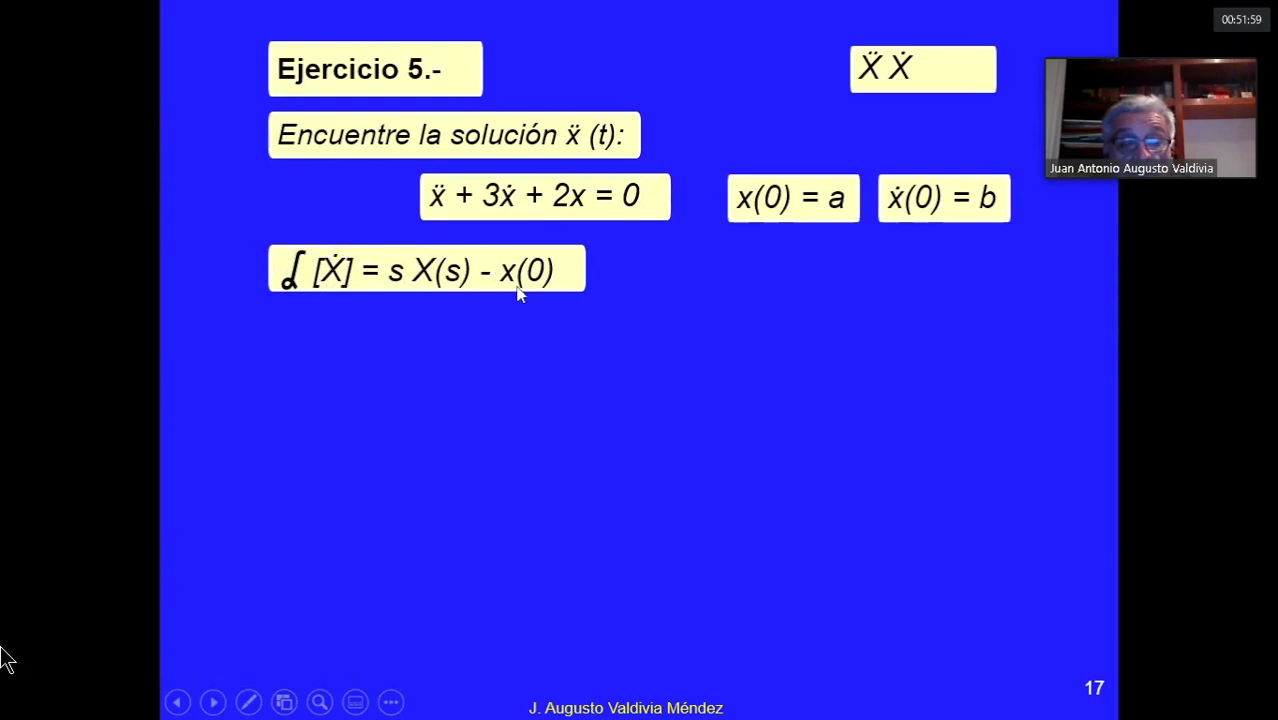 00:51:59
Ejercicio 5.-
Ẍ Ẋ
Encuentre la solución ẍ (t):
Juan Antonio Augusto Valdivia
ẍ + 3ẋ + 2x = 0
x(0) = a
ẋ(0) = b
ℒ [Ẋ] = s X(s) - x(0)
17
J. Augusto Valdivia Méndez